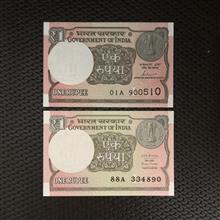 भारत सरकार
GOVERNMENT OF INDIA
एक
रुपया
ONE RUPEE
01A 900510
भारत सरकार
GOVERNMENT OF INDIA
एक
रुपया
ONE RUPEE
88A 334890